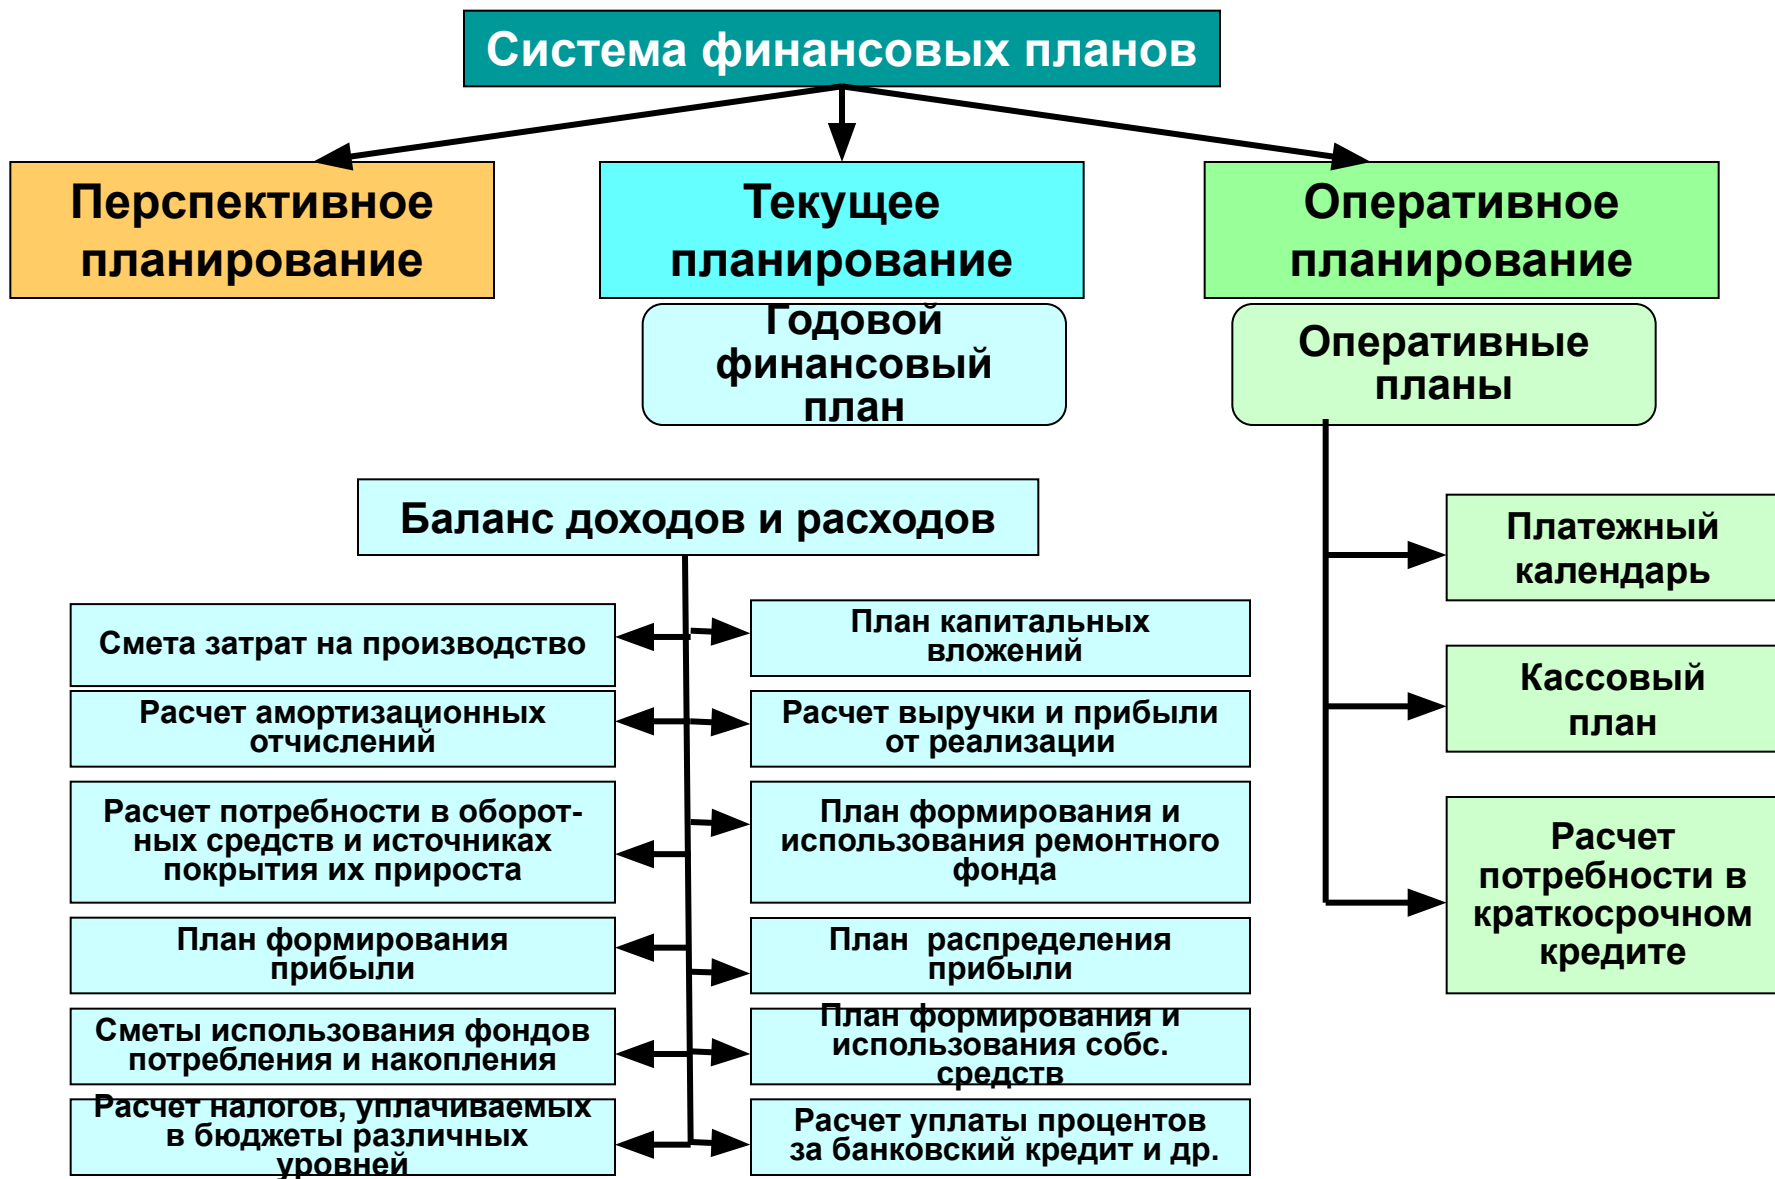 Система финансовых планов
Перспективное
планирование
Текущее
планирование
Оперативное
планирование
Годовой
финансовый
план
Оперативные
планы
Баланс доходов и расходов
Смета затрат на производство
Расчет амортизационных
отчислений
Расчет потребности в оборот-
ных средств и источниках
покрытия их прироста
План формирования
прибыли
Сметы использования фондов
потребления и накопления
Расчет налогов, уплачиваемых
в бюджеты различных
уровней
План капитальных
вложений
Расчет выручки и прибыли
от реализации
План формирования и
использования ремонтного
фонда
План распределения
прибыли
План формирования и
использования собс.
средств
Расчет уплаты процентов
за банковский кредит и др.
Платежный
календарь
Кассовый
план
Расчет
потребности в
краткосрочном
кредите